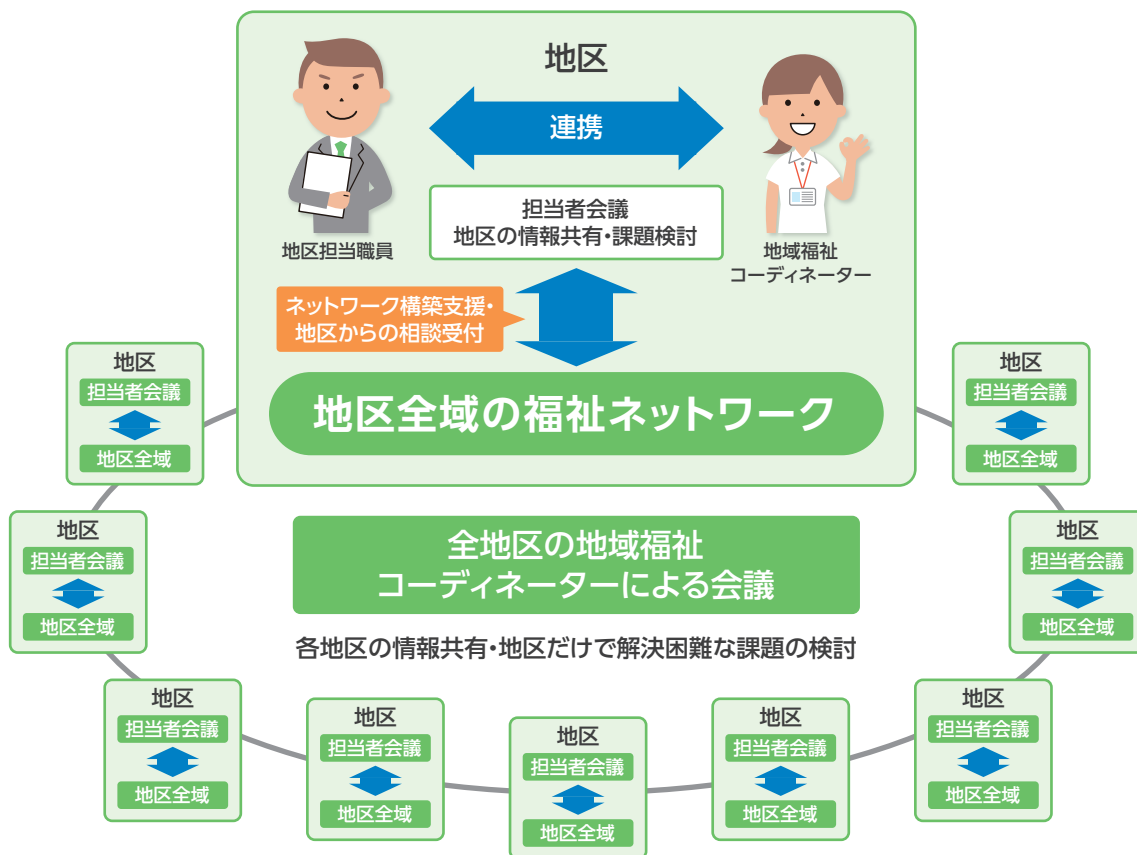 地区
連携
担当者会議
地区の情報共有・課題検討
地区担当職員
地域福祉
コーディネーター
ネットワーク構築支援・
地区からの相談受付
地区全域の福祉ネットワーク
地区
担当者会議
地区全域
地区
担当者会議
地区全域
地区
担当者会議
地区全域
地区
担当者会議
地区全域
全地区の地域福祉
コーディネーターによる会議
各地区の情報共有・地区だけで解決困難な課題の検討
地区
担当者会議
地区全域
地区
担当者会議
地区全域
地区
担当者会議
地区全域
地区
担当者会議
地区全域
地区
担当者会議
地区全域